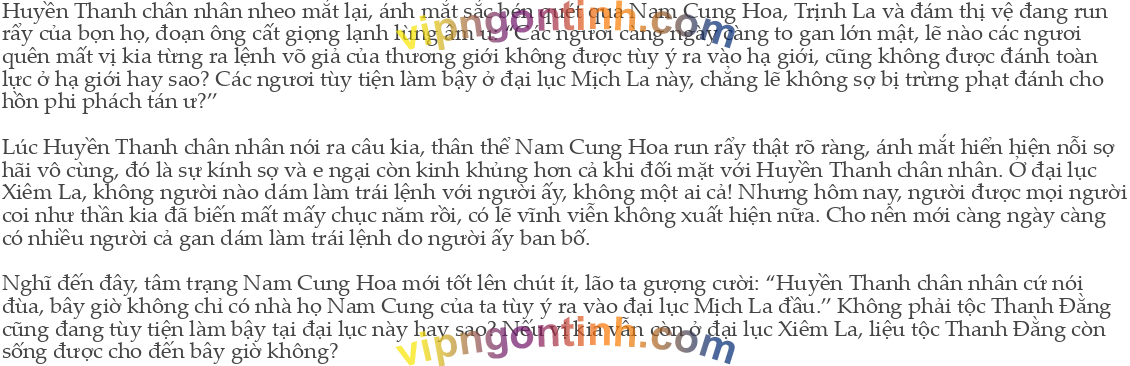 Huyền Thanh chân nhân nheo mắt lại, ánh mắt sắc bén quét qua Nam Cung Hoa, Trịnh La và đám thị vệ đang run
rẩy của bọn họ, đoạn ông cất giọng lạnh lùng "Các ngươi càng ngày càng to gan lớn mật, lẽ nào các ngươi
quên mất vị kia từng ra lệnh võ giả của thượng giới không được tùy ý ra vào hạ giới, cũng không được đánh toàn
lực ở hạ giới hay sao? Các ngươi tùy tiện làm bậy ở đại lục Mịch La này, chẳng lẽ không sợ bị trừng phạt đánh cho
hồn phi phách tán ư?"
Lúc Huyền Thanh chân nhân nói ra câu kia, thân thể Nam Cung Hoa run rẩy thật rõ ràng, ánh mắt hiển hiện nỗi sợ
hãi vô cùng, đó là sự kính sợ và e ngại còn kinh khủng hơn cả khi đối mặt với Huyền Thanh chân nhân. Ở đại lục
Xiêm La, không người nào dám làm trái lệnh với người ấy, không một ai cả! Nhưng hôm nay, người được mọi người
coi như thần kia đã biến mất mấy chục năm rồi, có lẽ vĩnh viễn không xuất hiện nữa. Cho nên mới càng ngày càng
có nhiều người cả gan dám làm trái lệnh do người ấy ban bố.
Nghĩ đến đây, tâm trạng Nam Cung Hoa mới tốt lên chút ít, lão ta gượng cười: "Huyền Thanh chân nhân cứ nói
đùa, bây giờ không chỉ có nhà họ Nam Cung của ta tùy ý ra vào đại lục Mịch La đâu." Không phải tộc Thanh Đằng
cũng đang tùy tiện làm bậy tại đại lục này hay sao? Nếu vị kia vẫn còn ở đại lục Xiêm La, liệu tộc Thanh Đằng còn
sống được cho đến bây giờ không?
vipngontinh.com
vipngontinh.com